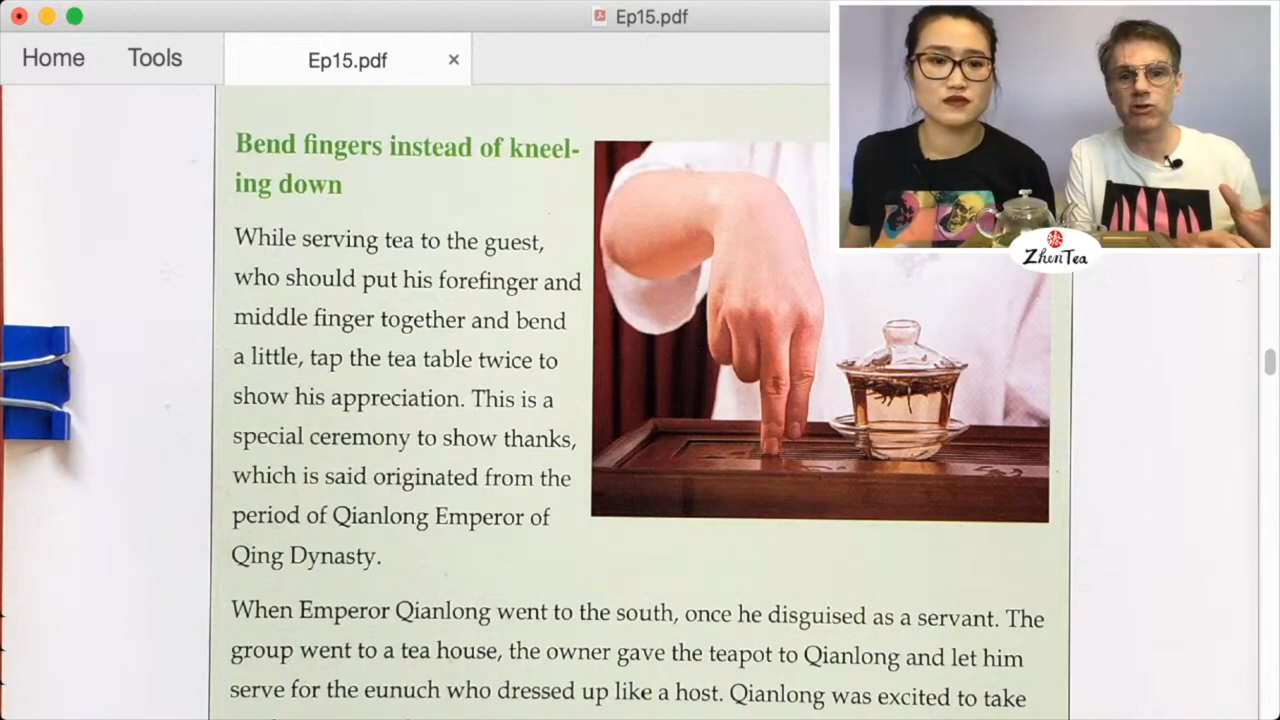 Ep15.pdf
Home
Tools
Ep15.pdf
×
Bend fingers instead of kneel-
ing down
While serving tea to the guest,
who should put his forefinger and
middle finger together and bend
a little, tap the tea table twice to
show his appreciation. This is a
special ceremony to show thanks,
which is said originated from the
period of Qianlong Emperor of
Qing Dynasty.
When Emperor Qianlong went to the south, once he disguised as a servant. The
group went to a tea house, the owner gave the teapot to Qianlong and let him
serve for the eunuch who dressed up like a host. Qianlong was excited to take
ZhenTea